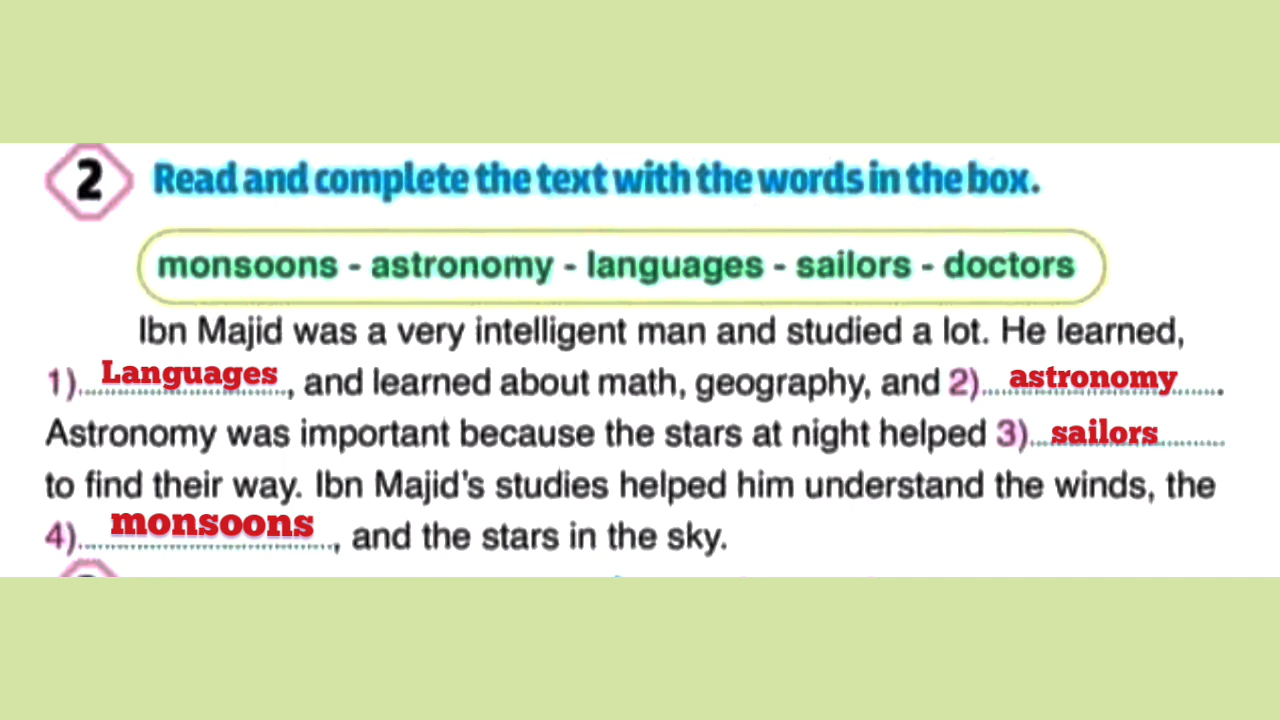 2 Read and complete the text with the words in the box.
monsoons - astronomy - languages - sailors - doctors
Ibn Majid was a very intelligent man and studied a lot. He learned,
1) Languages, and learned about math, geography, and 2) astronomy.
Astronomy was important because the stars at night helped 3) sailors
to find their way. Ibn Majid's studies helped him understand the winds, the
4) monsoons, and the stars in the sky.